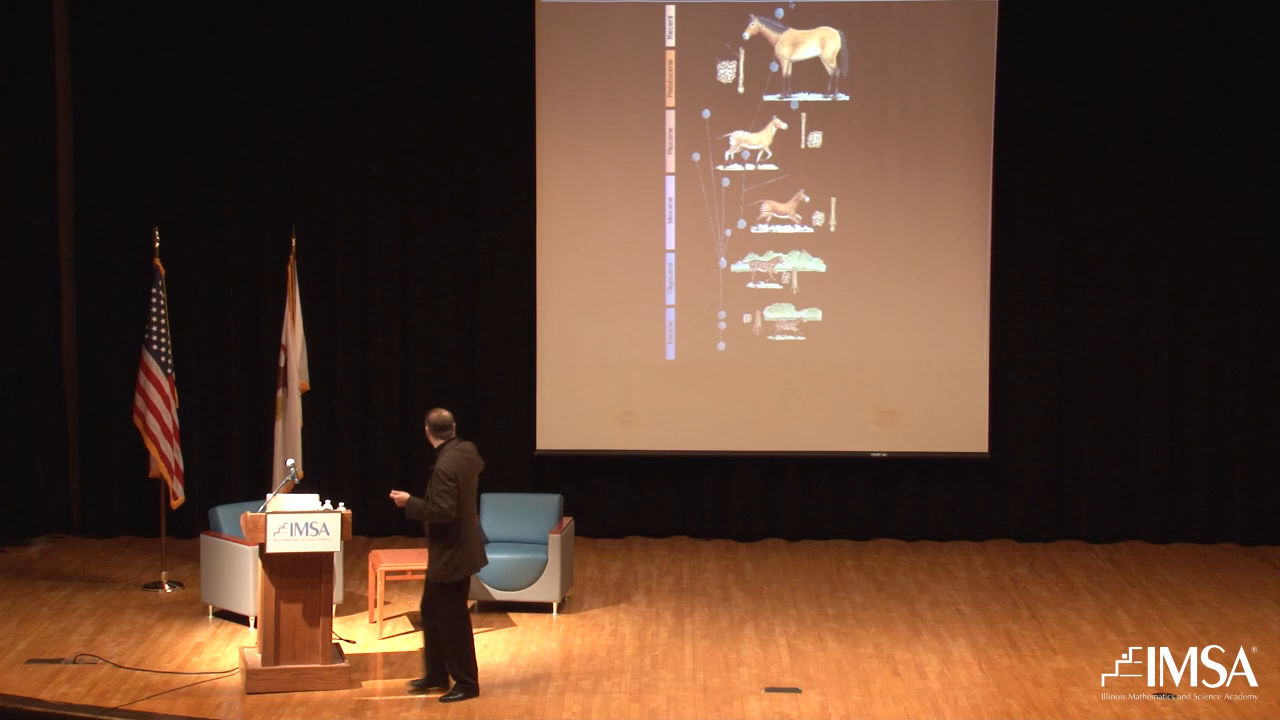 Recent
Pleistocene
Pliocene
Miocene
Oligocene
Eocene
IMSA
IMSA®
Illinois Mathematics and Science Academy